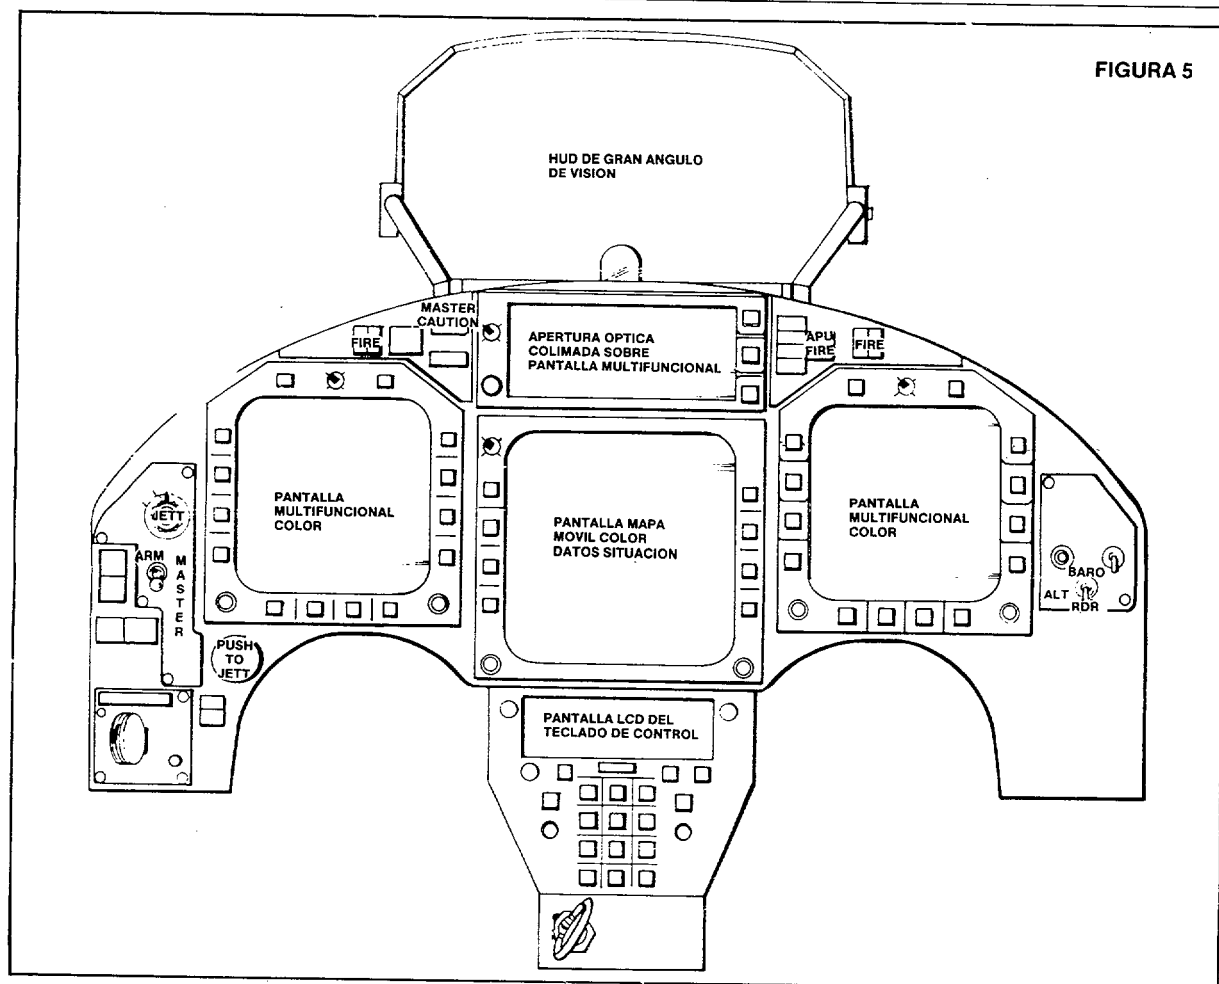 FIGURA 5
HUD DE GRAN ANGULO
DE VISION
MASTER
CAUTION
FIRE
APERTURA OPTICA
COLIMADA SOBRE
PANTALLA MULTIFUNCIONAL
APU
FIRE
FIRE
PANTALLA
MULTIFUNCIONAL
COLOR
PANTALLA MAPA
MOVIL COLOR
DATOS SITUACION
PANTALLA
MULTIFUNCIONAL
COLOR
JETT
ARM
MASTER
PUSH
TO
JETT
BARO
ALT
RDR
PANTALLA LCD DEL
TECLADO DE CONTROL